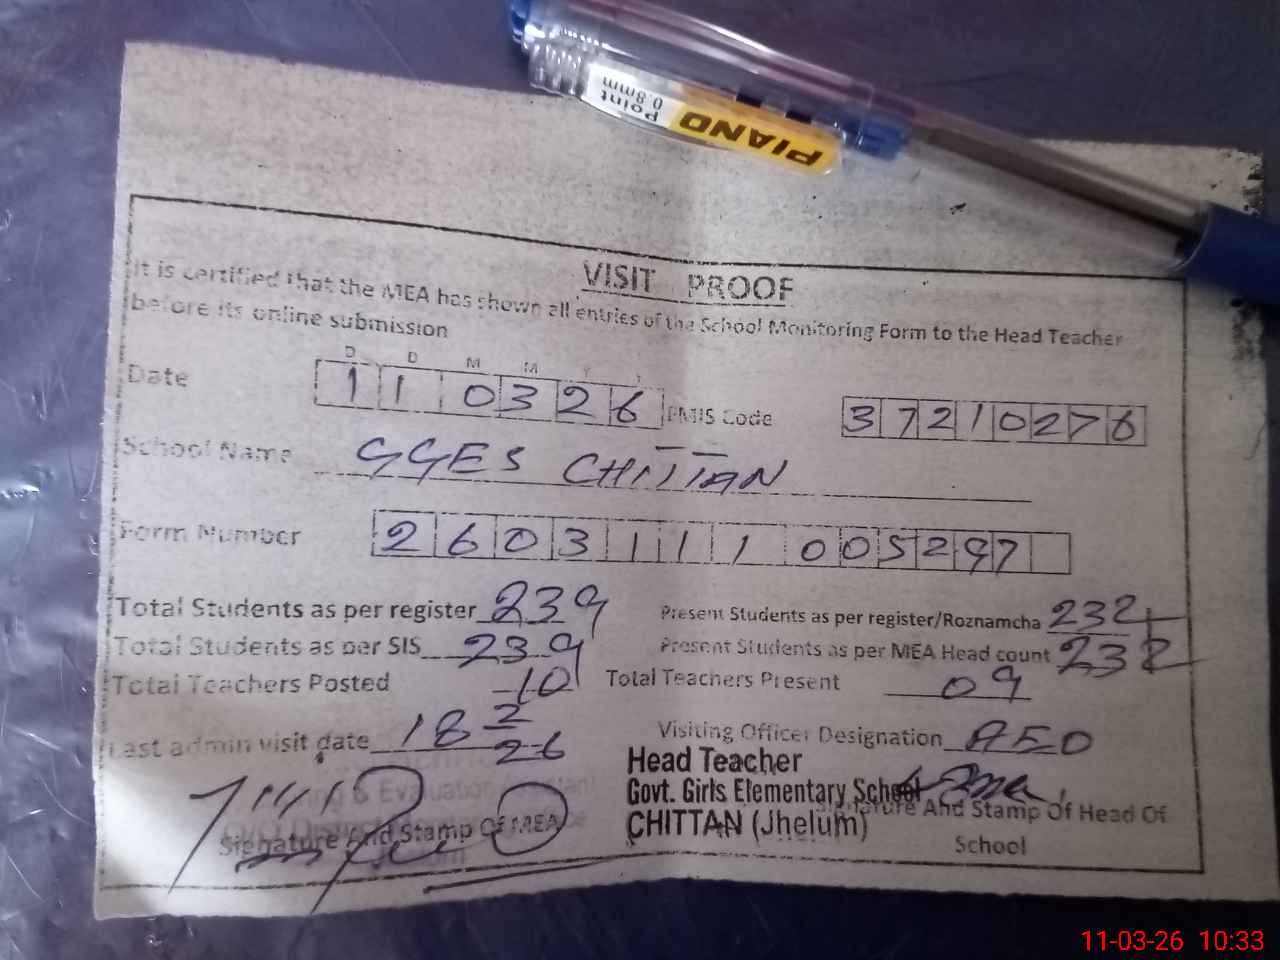 PIANO
Point
0.8mm
VISIT PROOF
It is certified that the MEA has shown all entries of the School Monitoring Form to the Head Teacher
before its online submission
D D M M Y Y
Date 1 1 0 3 2 6 EMIS Code 3 7 2 1 0 2 7 6
School Name GGES CHITTAN
Form Number 2 6 0 3 1 1 1 0 0 5 2 9 7
Total Students as per register 239 Present Students as per register/Roznamcha 232
Total Students as per SIS 239 Present Students as per MEA Head count 232
Total Teachers Posted 10 Total Teachers Present 09
Last admin visit date 18 2 26 Visiting Officer Designation AEO
Head Teacher
Govt. Girls Elementary School
CHITTAN (Jhelum)
Signature And Stamp Of MEA
Signature And Stamp Of Head Of
School
11-03-26 10:33